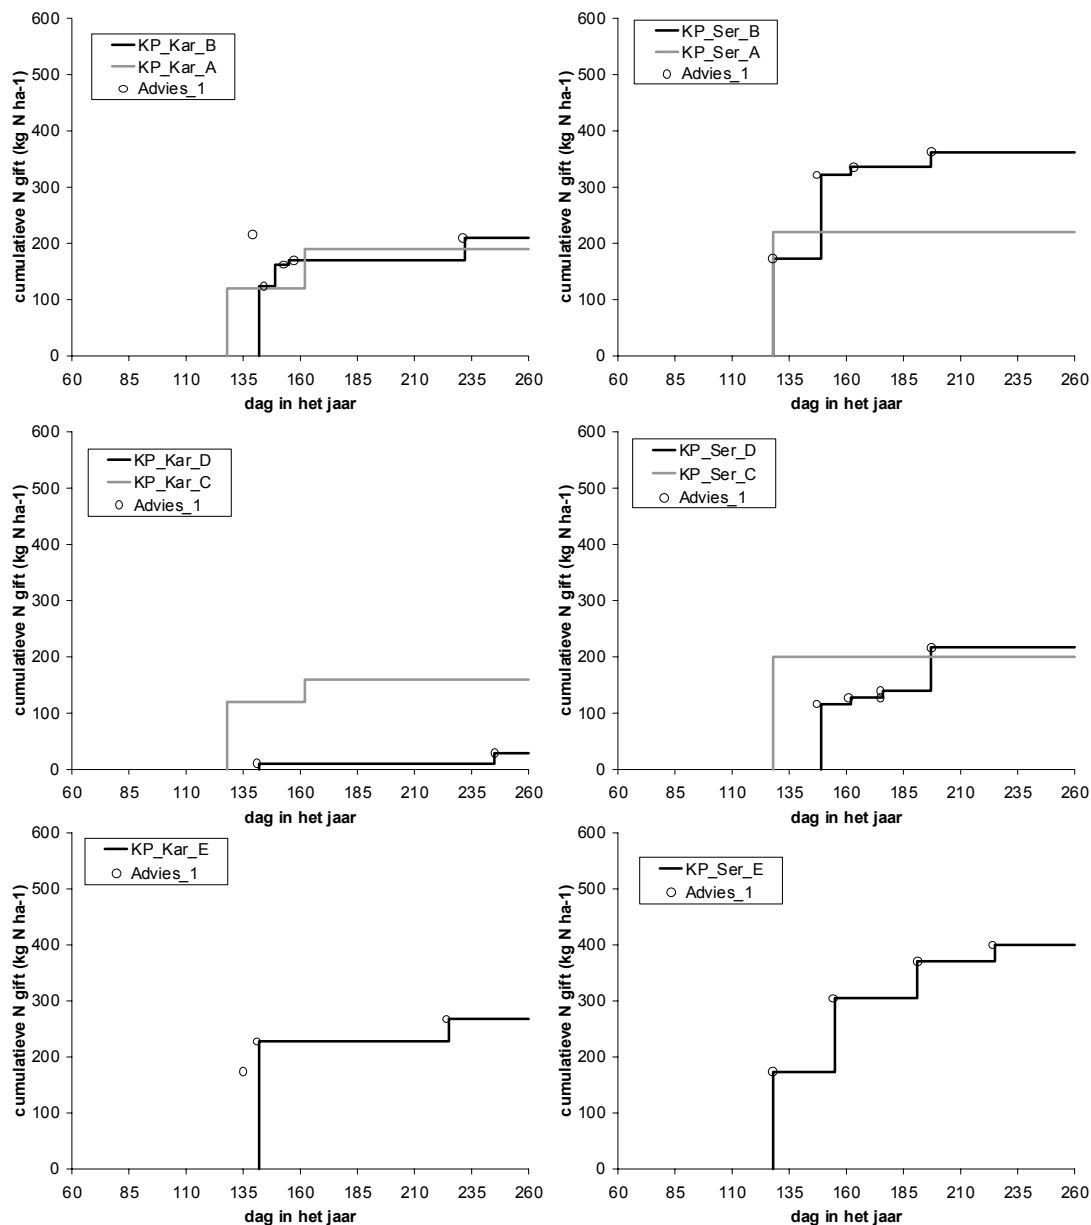 600
500
400
300
200
100
0
cumulatieve N gift (kg N ha-1)
KP_Kar_B
KP_Kar_A
Advies_1
60 85 110 135 160 185 210 235 260
dag in het jaar
600
500
400
300
200
100
0
cumulatieve N gift (kg N ha-1)
KP_Ser_B
KP_Ser_A
Advies_1
60 85 110 135 160 185 210 235 260
dag in het jaar
600
500
400
300
200
100
0
cumulatieve N gift (kg N ha-1)
KP_Kar_D
KP_Kar_C
Advies_1
60 85 110 135 160 185 210 235 260
dag in het jaar
600
500
400
300
200
100
0
cumulatieve N gift (kg N ha-1)
KP_Ser_D
KP_Ser_C
Advies_1
60 85 110 135 160 185 210 235 260
dag in het jaar
600
500
400
300
200
100
0
cumulatieve N gift (kg N ha-1)
KP_Kar_E
Advies_1
60 85 110 135 160 185 210 235 260
dag in het jaar
600
500
400
300
200
100
0
cumulatieve N gift (kg N ha-1)
KP_Ser_E
Advies_1
60 85 110 135 160 185 210 235 260
dag in het jaar